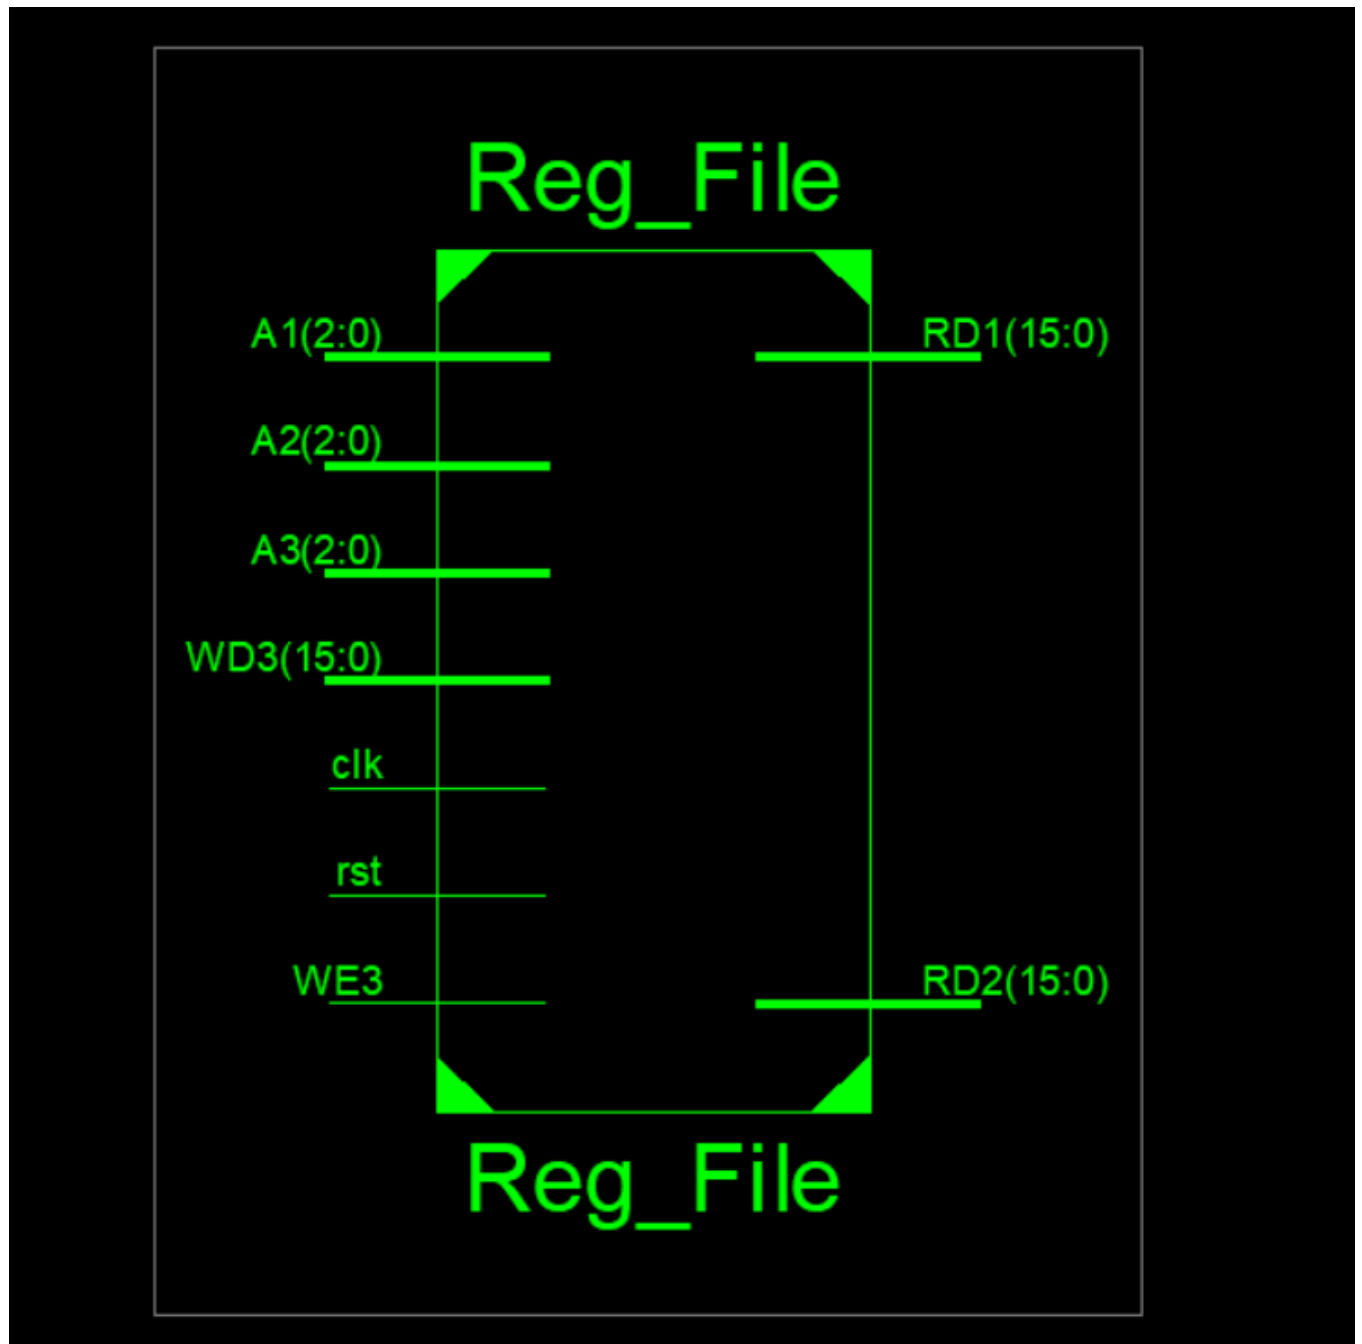 Reg_File
A1(2:0)
RD1(15:0)
A2(2:0)
A3(2:0)
WD3(15:0)
clk
rst
WE3
RD2(15:0)
Reg_File